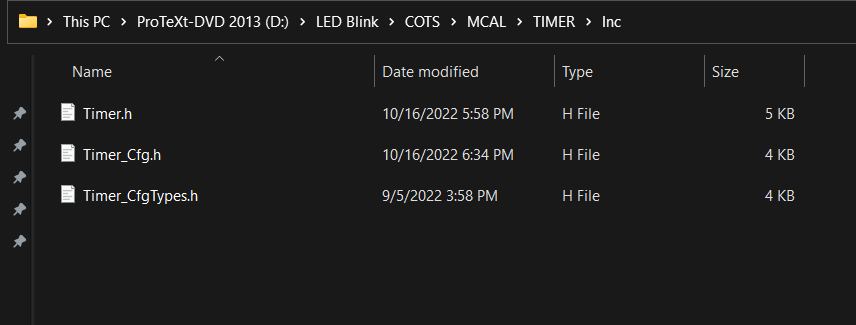 This PC > ProTeXt-DVD 2013 (D:) > LED Blink > COTS > MCAL > TIMER > Inc
Name Date modified Type Size
Timer.h 10/16/2022 5:58 PM H File 5 KB
Timer_Cfg.h 10/16/2022 6:34 PM H File 4 KB
Timer_CfgTypes.h 9/5/2022 3:58 PM H File 4 KB